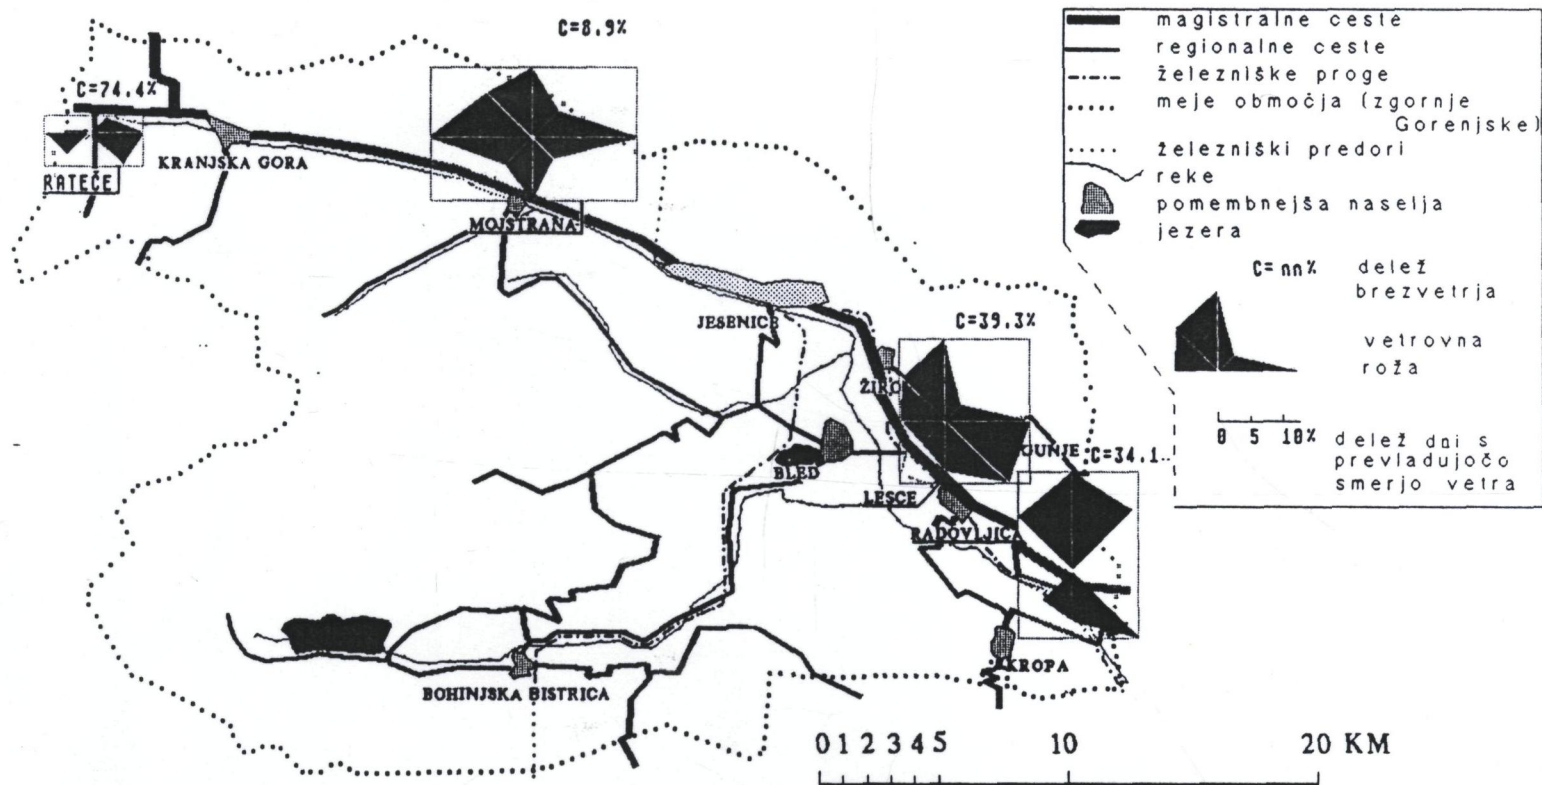 C=8,9%
C=74.4%
KRANJSKA GORA
RATEČE
MOJSTRANA
JESENICE
C=39.3%
ŽIRO
GUNJE
C=34.1..
BLED
LESCE
RADOVLJICA
KROPA
BOHINJSKA BISTRICA
0 1 2 3 4 5 10 20 KM
magistralne ceste
regionalne ceste
železniške proge
meje območja (zgornje
Gorenjske)
železniški predori
reke
pomembnejša naselja
jezera
C= nn% delež
brezvetrja
vetrovna
roža
0 5 10%
delež dni s
prevladujočo
smerjo vetra